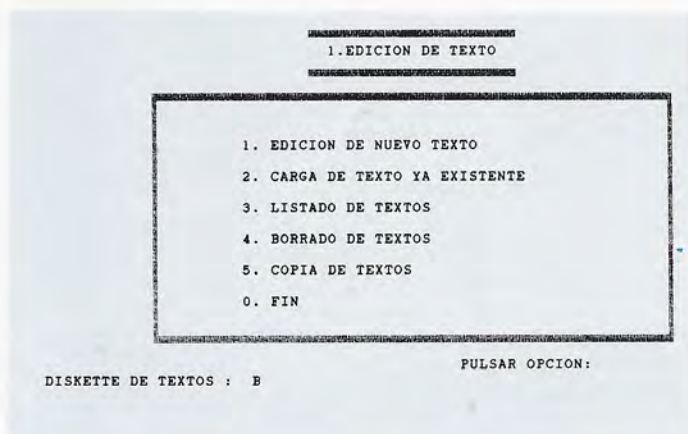 1.EDICION DE TEXTO
1. EDICION DE NUEVO TEXTO
2. CARGA DE TEXTO YA EXISTENTE
3. LISTADO DE TEXTOS
4. BORRADO DE TEXTOS
5. COPIA DE TEXTOS
0. FIN
PULSAR OPCION:
DISKETTE DE TEXTOS : B